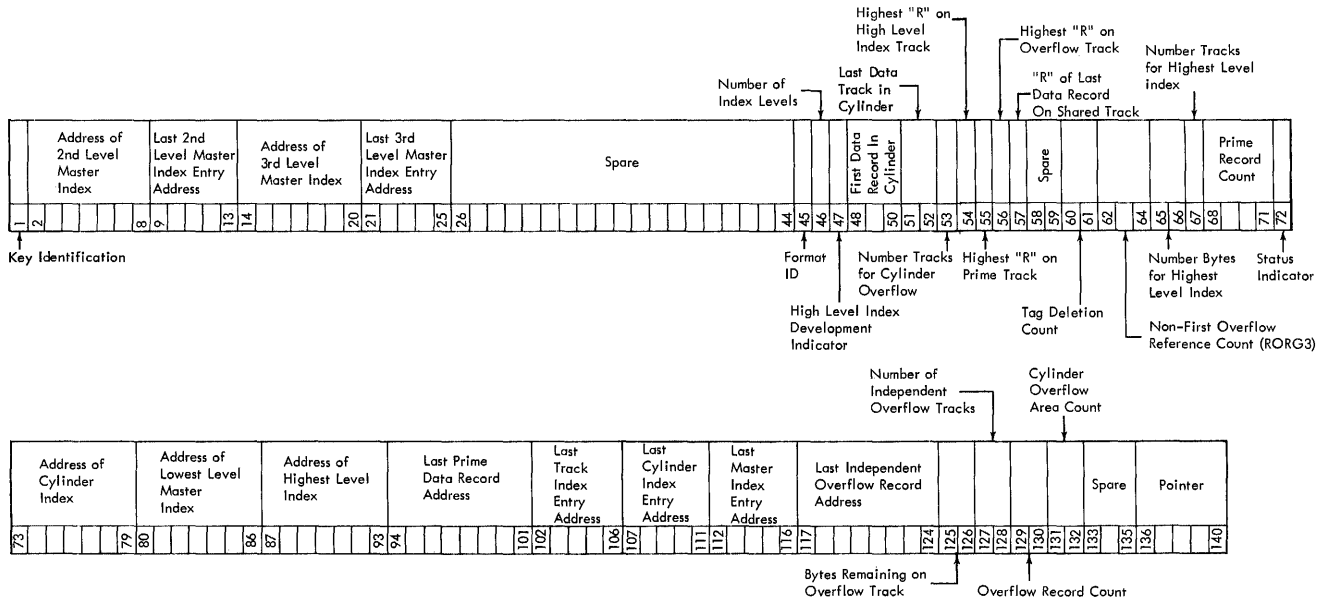 Highest "R" on
High Level
Index Track
Highest "R" on
Overflow Track
Number Tracks
for Highest Level
index
Number of
Index Levels
Last Data
Track in
Cylinder
"R" of Last
Data Record
On Shared Track
Address of
2nd Level
Master
Index
Last 2nd
Level Master
Index Entry
Address
Address of
3rd Level
Master Index
Last 3rd
Level Master
Index Entry
Address
Spare
First Data
Record In
Cylinder
Spare
Prime
Record
Count
1 2 8 9 13 14 20 21 25 26 44 45 46 47 48 50 51 52 53 54 55 56 57 58 59 60 61 62 64 65 66 67 68 71 72
Key Identification
Format
ID
Number Tracks
for Cylinder
Overflow
Highest "R" on
Prime Track
Number Bytes
for Highest
Level Index
Status
Indicator
High Level Index
Development
Indicator
Tag Deletion
Count
Non-First Overflow
Reference Count (RORG3)
Number of
Independent
Overflow Tracks
Cylinder
Overflow
Area Count
Address of
Cylinder
Index
Address of
Lowest Level
Master
Index
Address of
Highest Level
Index
Last Prime
Data Record
Address
Last
Track
Index
Entry
Address
Last
Cylinder
Index
Entry
Address
Last
Master
Index
Entry
Address
Last Independent
Overflow Record
Address
Spare
Pointer
73 79 80 86 87 93 94 101 102 106 107 111 112 116 117 124 125 126 127 128 129 130 131 132 133 135 136 140
Bytes Remaining on
Overflow Track
Overflow Record Count